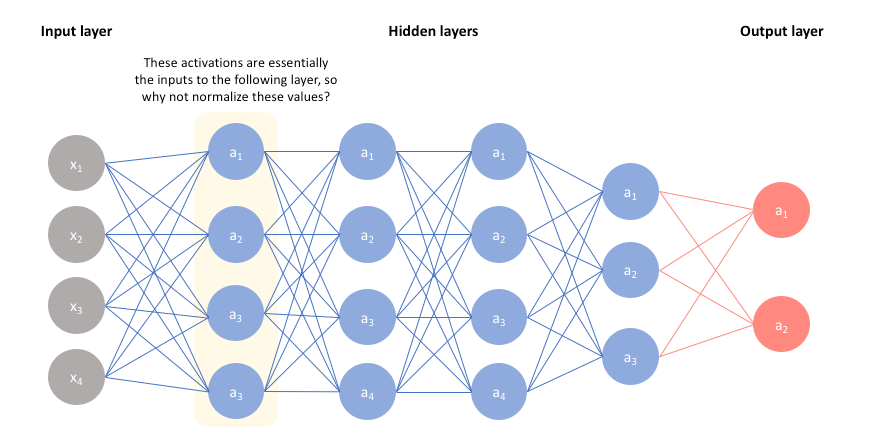 Input layer
Hidden layers
Output layer
These activations are essentially
the inputs to the following layer, so
why not normalize these values?
x₁
x₂
x₃
x₄
a₁
a₂
a₃
a₃
a₁
a₂
a₃
a₄
a₁
a₂
a₃
a₄
a₁
a₂
a₃
a₁
a₂